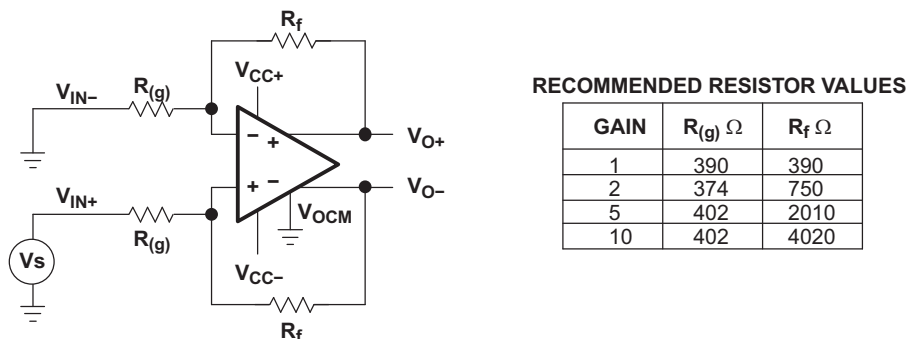 Rf
VCC+
VIN−
R(g)
− +
VO+
+ −
VO−
VIN+
R(g)
VOCM
Vs
VCC−
Rf
RECOMMENDED RESISTOR VALUES
GAIN R(g) Ω Rf Ω
1 390 390
2 374 750
5 402 2010
10 402 4020